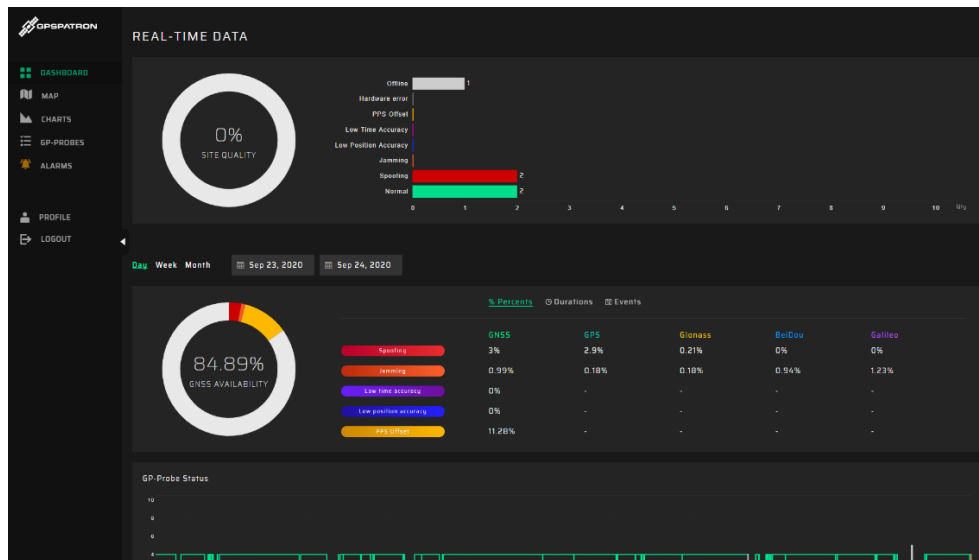 GPSPATRON
REAL-TIME DATA
DASHBOARD
MAP
CHARTS
GP-PROBES
ALARMS
PROFILE
LOGOUT
0%
SITE QUALITY
Offline 1
Hardware error
PPS Offset
Low Time Accuracy
Low Position Accuracy
Jamming
Spoofing 2
Normal 2
0 1 2 3 4 5 6 7 8 9 10 Qty
Day Week Month Sep 23, 2020 Sep 24, 2020
84.89%
GNSS AVAILABILITY
% Percents Durations Events
GNSS GPS Glonass BeiDou Galileo
Spoofing 3% 2.9% 0.21% 0% 0%
Jamming 0.99% 0.18% 0.18% 0.94% 1.23%
Low time accuracy 0% - - - -
Low position accuracy 0% - - - -
PPS Offset 11.28% - - - -
GP-Probe Status
10
8
6
4